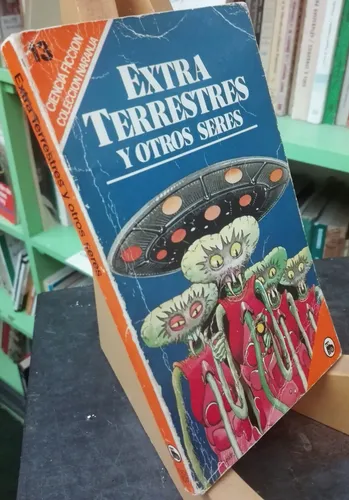 13
CIENCIA FICCION
COLECCION NARANJA
EXTRA
TERRESTRES
Y OTROS SERES
Extra Terrestres y otros seres